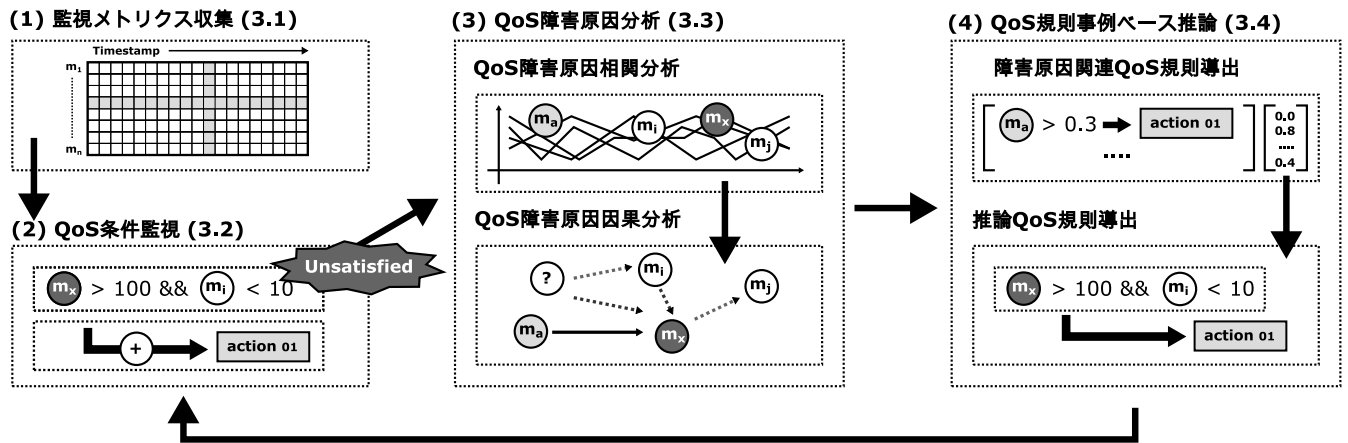 (1) 監視メトリクス収集 (3.1)
Timestamp
m1
mn
(2) QoS条件監視 (3.2)
Unsatisfied
mx > 100 && mi < 10
+
action 01
(3) QoS障害原因分析 (3.3)
QoS障害原因相関分析
ma
mi
mx
mj
QoS障害原因因果分析
?
mi
mj
ma
mx
(4) QoS規則事例ベース推論 (3.4)
障害原因関連QoS規則導出
ma > 0.3 action 01
....
0.0
0.8
....
0.4
推論QoS規則導出
mx > 100 && mi < 10
action 01